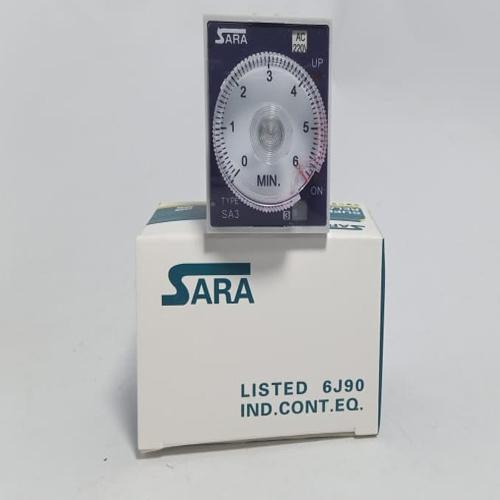 SARA
AC
220V
UP
3
2 4
1 5
0 6
MIN.
ON
TYPE
SA3
3
SARA
LISTED 6J90
IND.CONT.EQ.